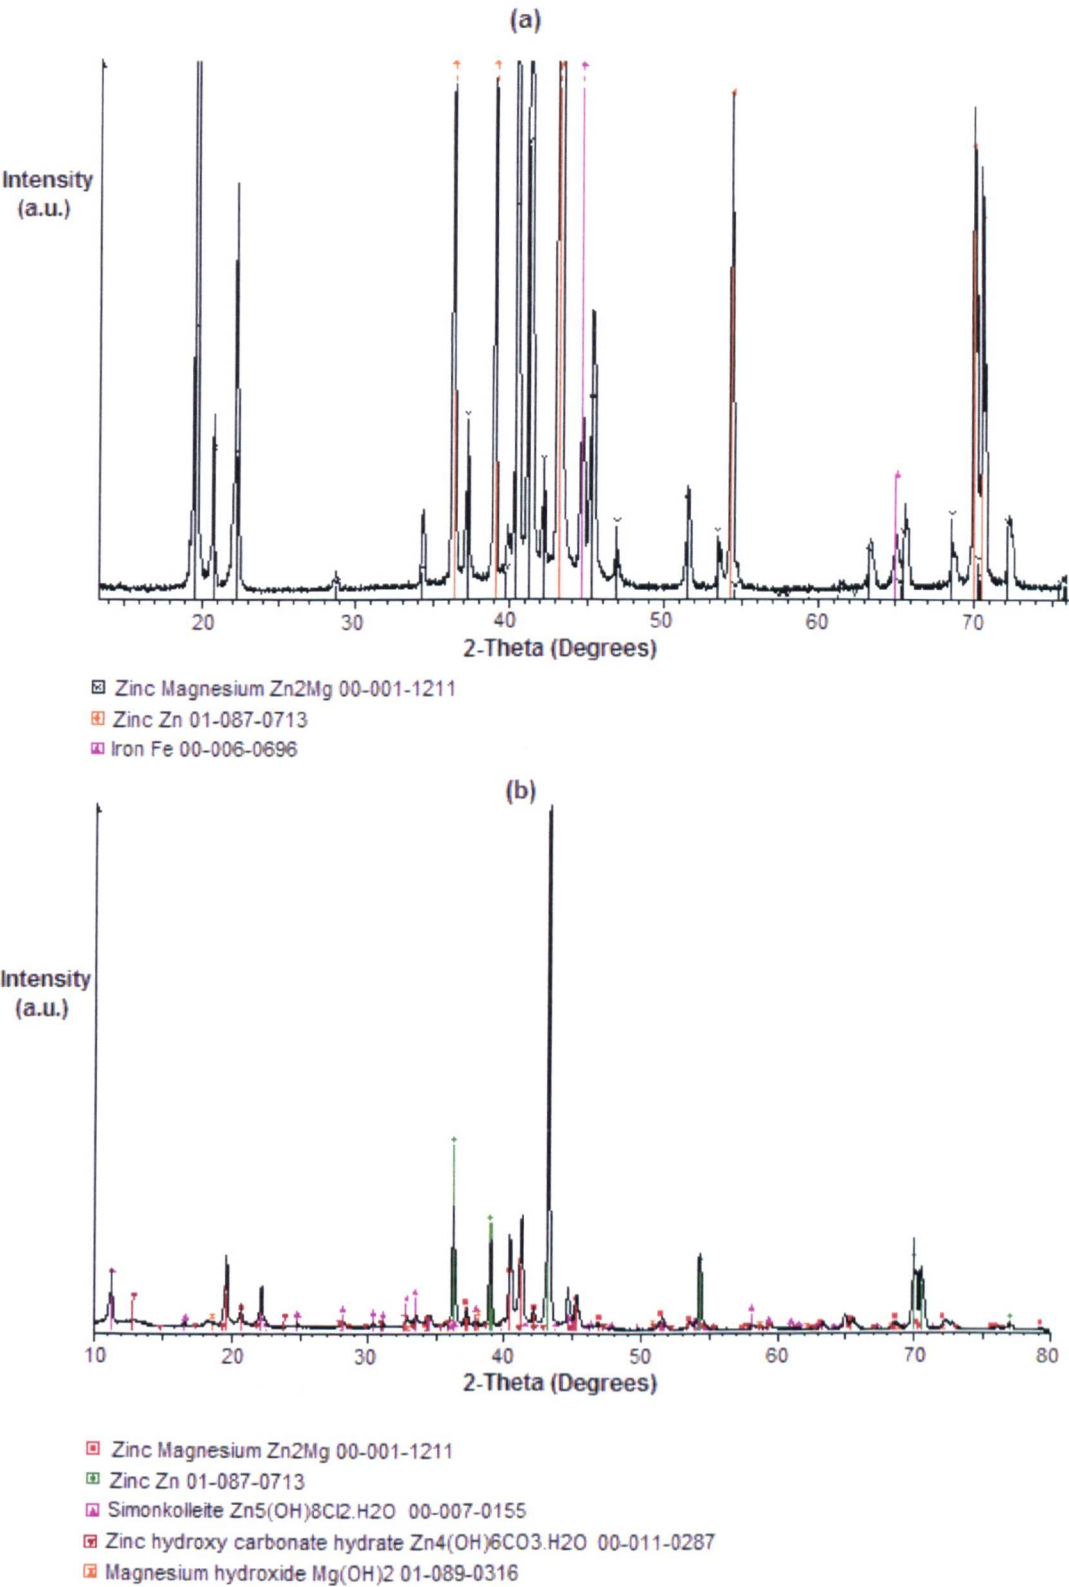 (a)
Intensity
(a.u.)
20 30 40 50 60 70
2-Theta (Degrees)
Zinc Magnesium Zn2Mg 00-001-1211
Zinc Zn 01-087-0713
Iron Fe 00-006-0696
(b)
Intensity
(a.u.)
10 20 30 40 50 60 70 80
2-Theta (Degrees)
Zinc Magnesium Zn2Mg 00-001-1211
Zinc Zn 01-087-0713
Simonkolleite Zn5(OH)8Cl2.H2O 00-007-0155
Zinc hydroxy carbonate hydrate Zn4(OH)6CO3.H2O 00-011-0287
Magnesium hydroxide Mg(OH)2 01-089-0316